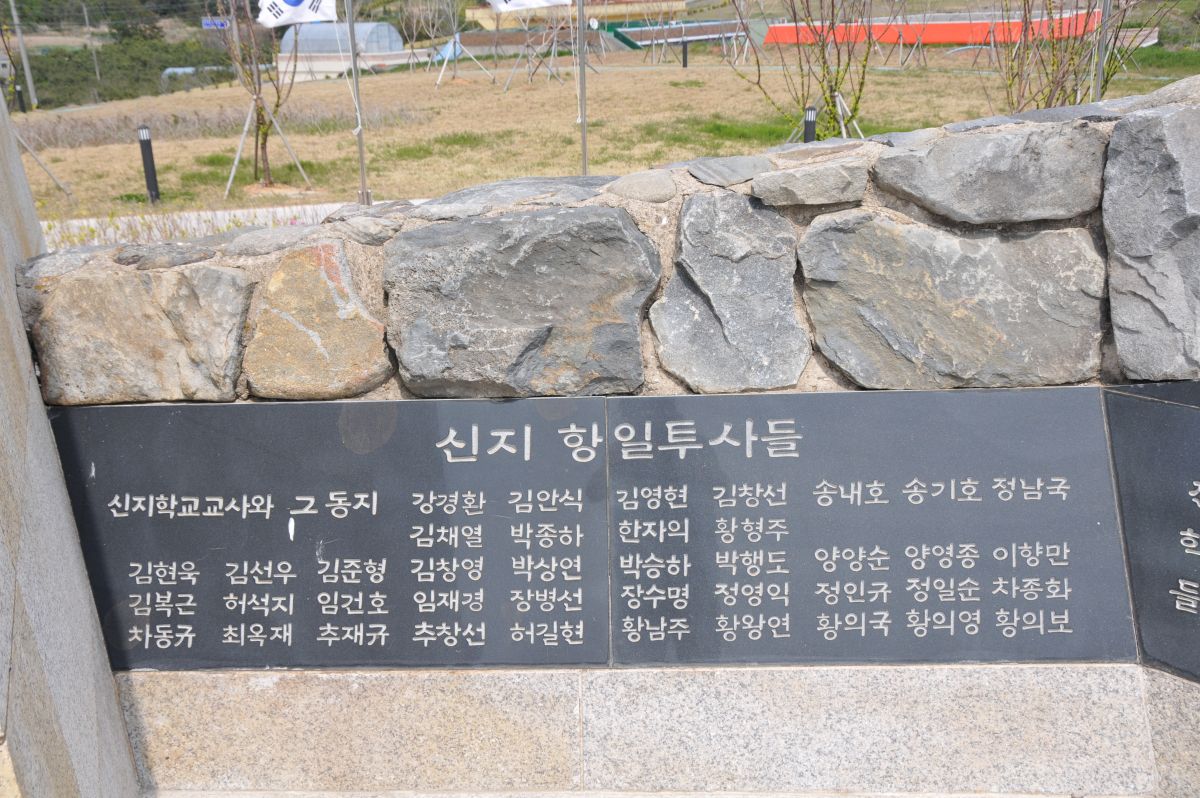 신지 항일투사들
신지학교교사와 그 동지 강경환 김안식 김영현 김창선 송내호 송기호 정남국
김채열 박종하 한자의 황형주
김현욱 김선우 김준형 김창영 박상연 박승하 박행도 양양순 양영종 이향만
김복근 허석지 임건호 임재경 장병선 장수명 정영익 정인규 정일순 차종화
차동규 최옥재 추재규 추창선 허길현 황남주 황왕연 황의국 황의영 황의보